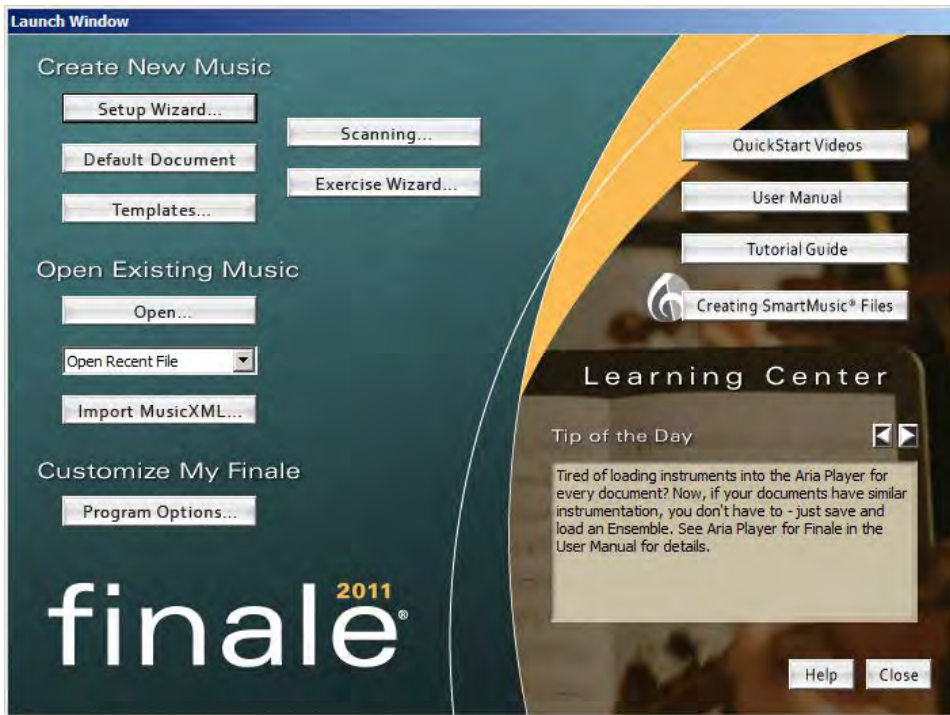 Launch Window
Create New Music
Setup Wizard...
Default Document
Templates...
Scanning...
Exercise Wizard...
Open Existing Music
Open...
Open Recent File
Import MusicXML...
Customize My Finale
Program Options...
finale® 2011
QuickStart Videos
User Manual
Tutorial Guide
Creating SmartMusic® Files
Learning Center
Tip of the Day
Tired of loading instruments into the Aria Player for
every document? Now, if your documents have similar
instrumentation, you don't have to - just save and
load an Ensemble. See Aria Player for Finale in the
User Manual for details.
Help
Close